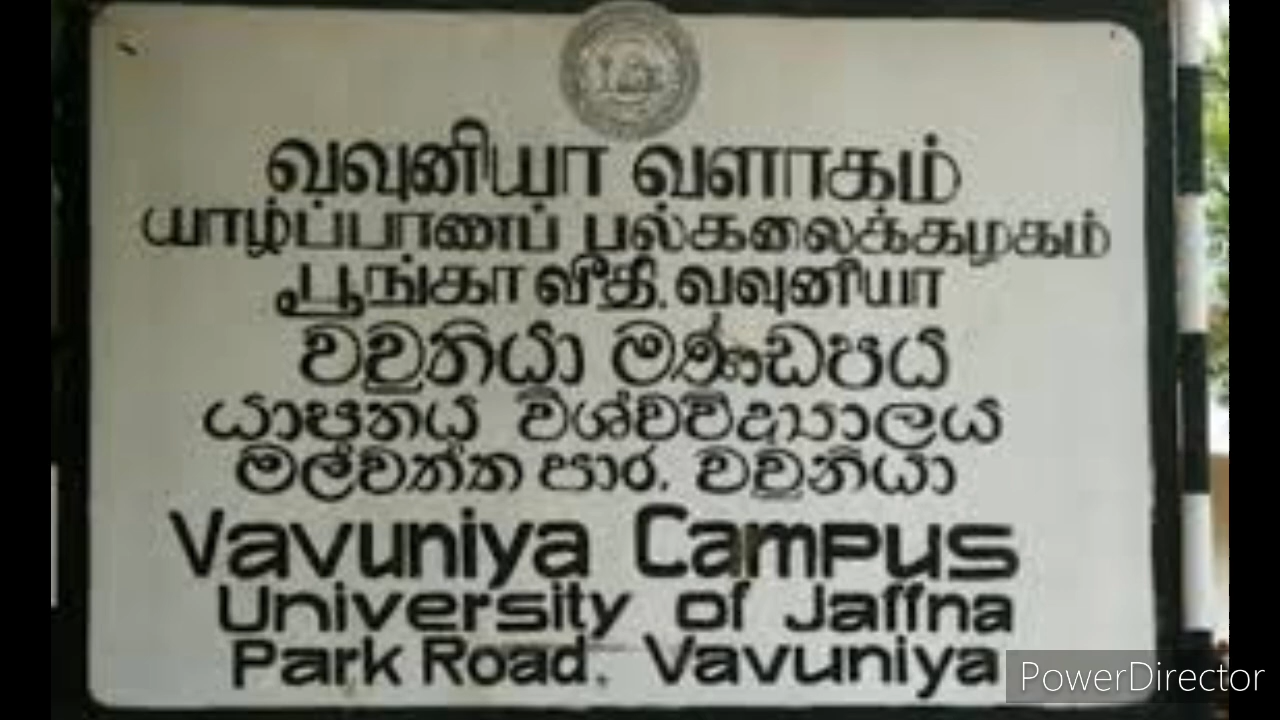 வவுனியா வளாகம்
யாழ்ப்பாணப் பல்கலைக்கழகம்
பூங்கா வீதி, வவுனியா
වවුනියා මණ්ඩපය
යාපනය විශ්වවිද්‍යාලය
මල්වත්ත පාර, වවුනියා
Vavuniya Campus
University of Jaffna
Park Road, Vavuniya
PowerDirector